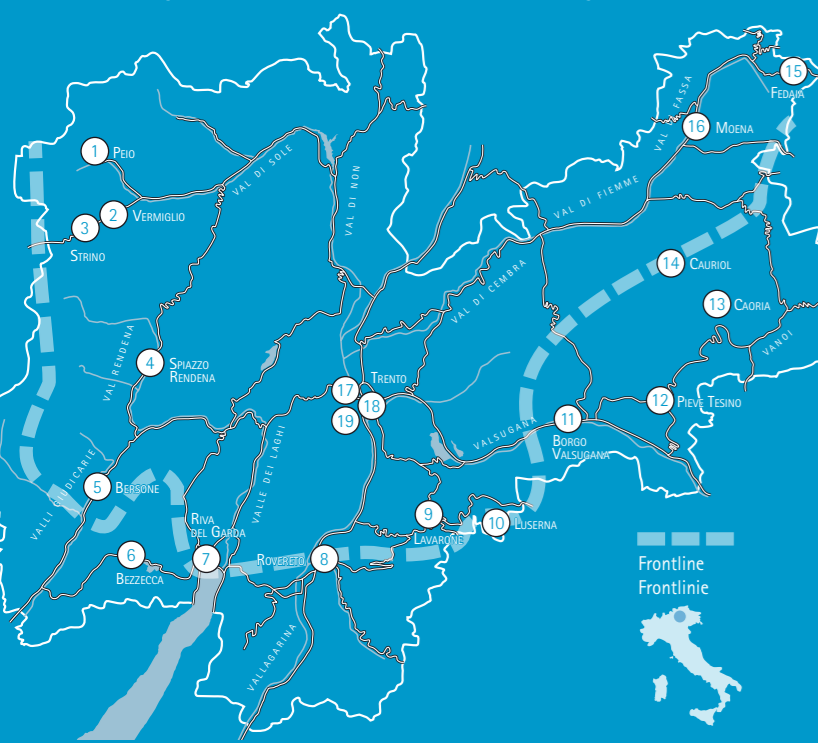 15
FEDAIA
VAL DI FASSA
16
MOENA
1
PEIO
VAL DI SOLE
VAL DI NON
VAL DI FIEMME
2
VERMIGLIO
3
STRINO
14
CAURIOL
VAL DI CEMBRA
13
CAORIA
VANOI
VAL RENDENA
4
SPIAZZO
RENDENA
TRENTO
17
18
19
12
PIEVE TESINO
11
BORGO
VALSUGANA
VALSUGANA
VALLE DEI LAGHI
VALLI GIUDICARIE
5
BERSONE
RIVA
DEL GARDA
9
LAVARONE
10
LUSERNA
6
BEZZECCA
7
ROVERETO
8
VALLAGARINA
Frontline
Frontlinie